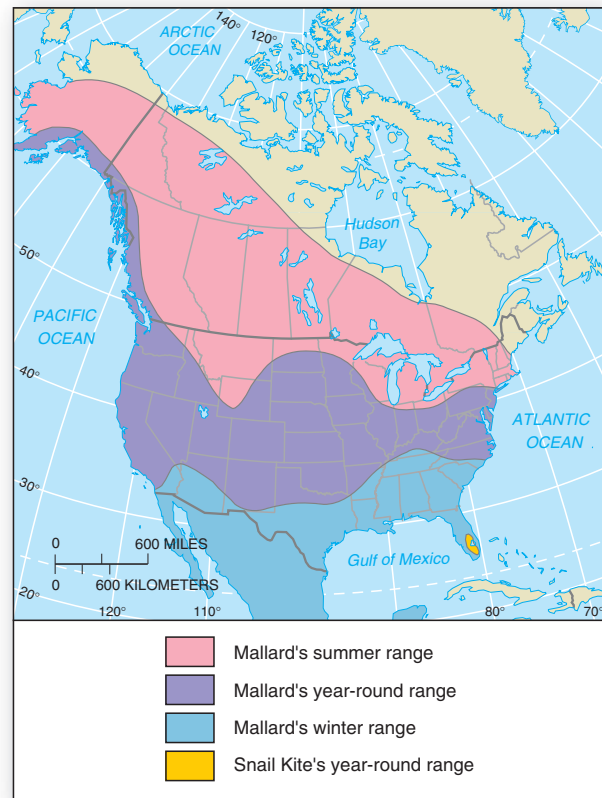 ARCTIC
OCEAN
140°
120°
Hudson
Bay
50°
PACIFIC
OCEAN
40°
ATLANTIC
OCEAN
30°
0
600 MILES
0
600 KILOMETERS
Gulf of Mexico
20°
120°
110°
80°
70°
Mallard's summer range
Mallard's year-round range
Mallard's winter range
Snail Kite's year-round range